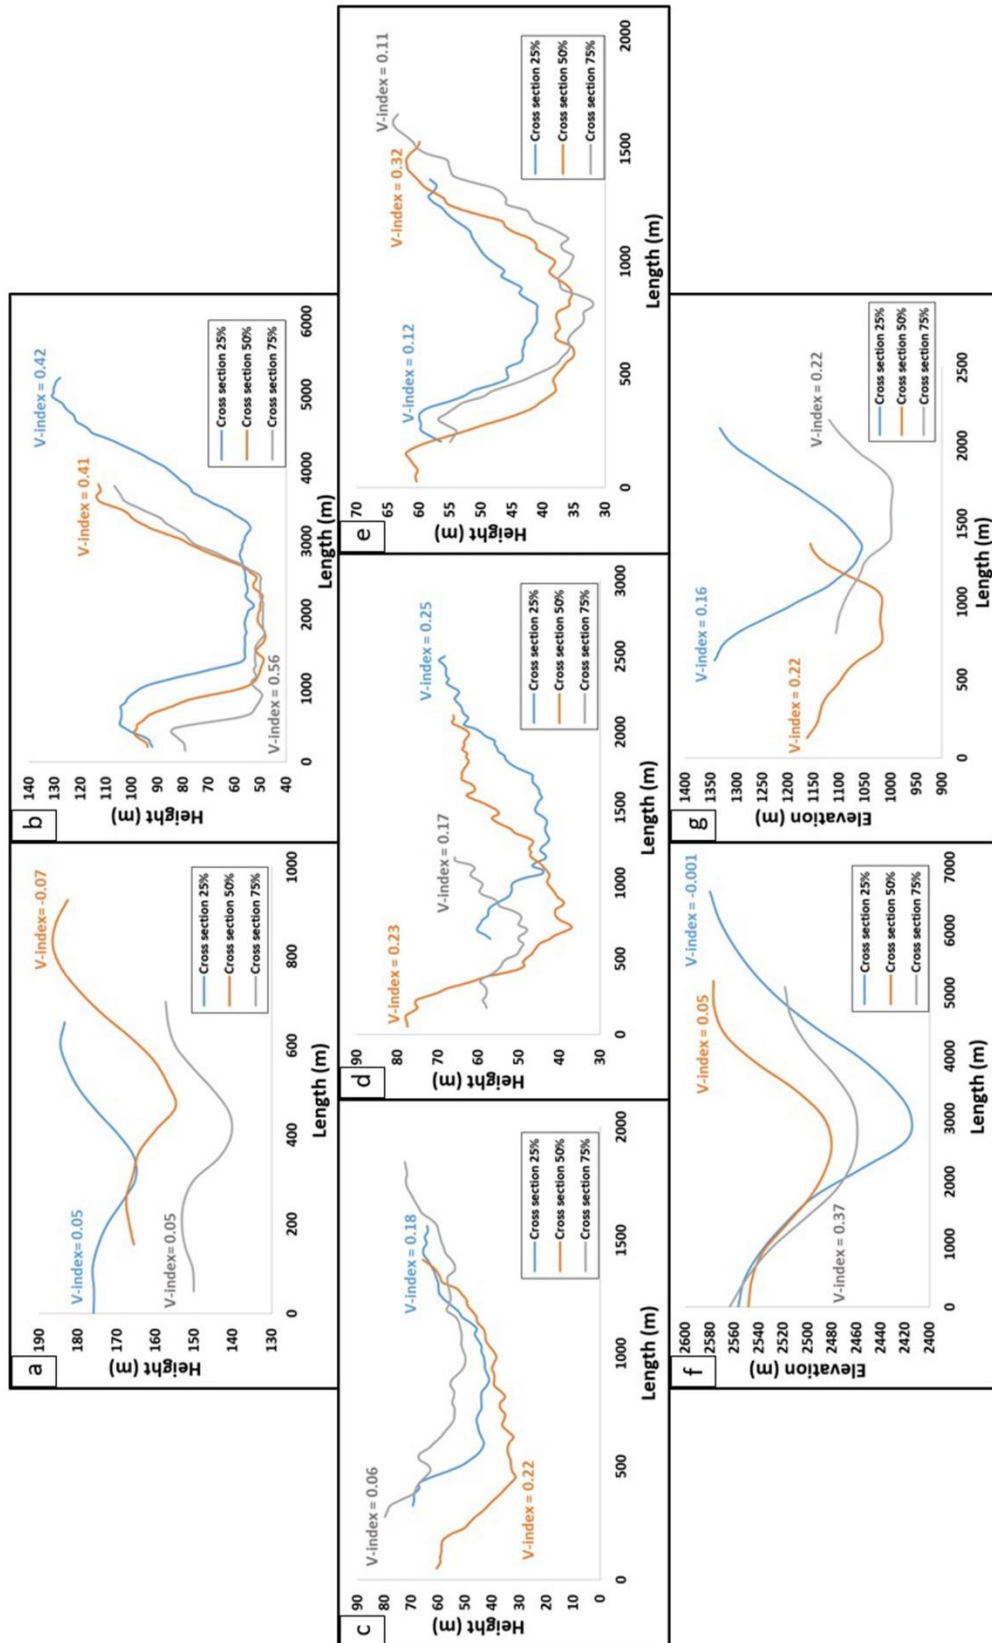 a
V-index= 0.05
V-index= -0.07
V-index= 0.05
190
180
170
160
150
140
130
Height (m)
0
200
400
600
800
1000
Length (m)
Cross section 25%
Cross section 50%
Cross section 75%
b
V-index = 0.42
V-index = 0.41
V-index = 0.56
140
130
120
110
100
90
80
70
60
50
40
Height (m)
0
1000
2000
3000
4000
5000
6000
Length (m)
Cross section 25%
Cross section 50%
Cross section 75%
c
V-index = 0.06
V-index = 0.18
V-index = 0.22
90
80
70
60
50
40
30
20
10
0
Height (m)
0
500
1000
1500
2000
Length (m)
Cross section 25%
Cross section 50%
Cross section 75%
d
V-index = 0.23
V-index = 0.17
V-index = 0.25
90
80
70
60
50
40
30
Height (m)
0
500
1000
1500
2000
2500
3000
Length (m)
Cross section 25%
Cross section 50%
Cross section 75%
e
V-index = 0.12
V-index = 0.32
V-index = 0.11
70
65
60
55
50
45
40
35
30
Height (m)
0
500
1000
1500
2000
Length (m)
Cross section 25%
Cross section 50%
Cross section 75%
f
V-index = 0.37
V-index = 0.05
V-index= -0.001
2600
2580
2560
2540
2520
2500
2480
2460
2440
2420
2400
Elevation (m)
0
1000
2000
3000
4000
5000
6000
7000
Length (m)
Cross section 25%
Cross section 50%
Cross section 75%
g
V-index = 0.16
V-index = 0.22
V-index = 0.22
1400
1300
1200
1100
1000
900
Elevation (m)
0
500
1000
1500
2000
2500
Length (m)
Cross section 25%
Cross section 50%
Cross section 75%